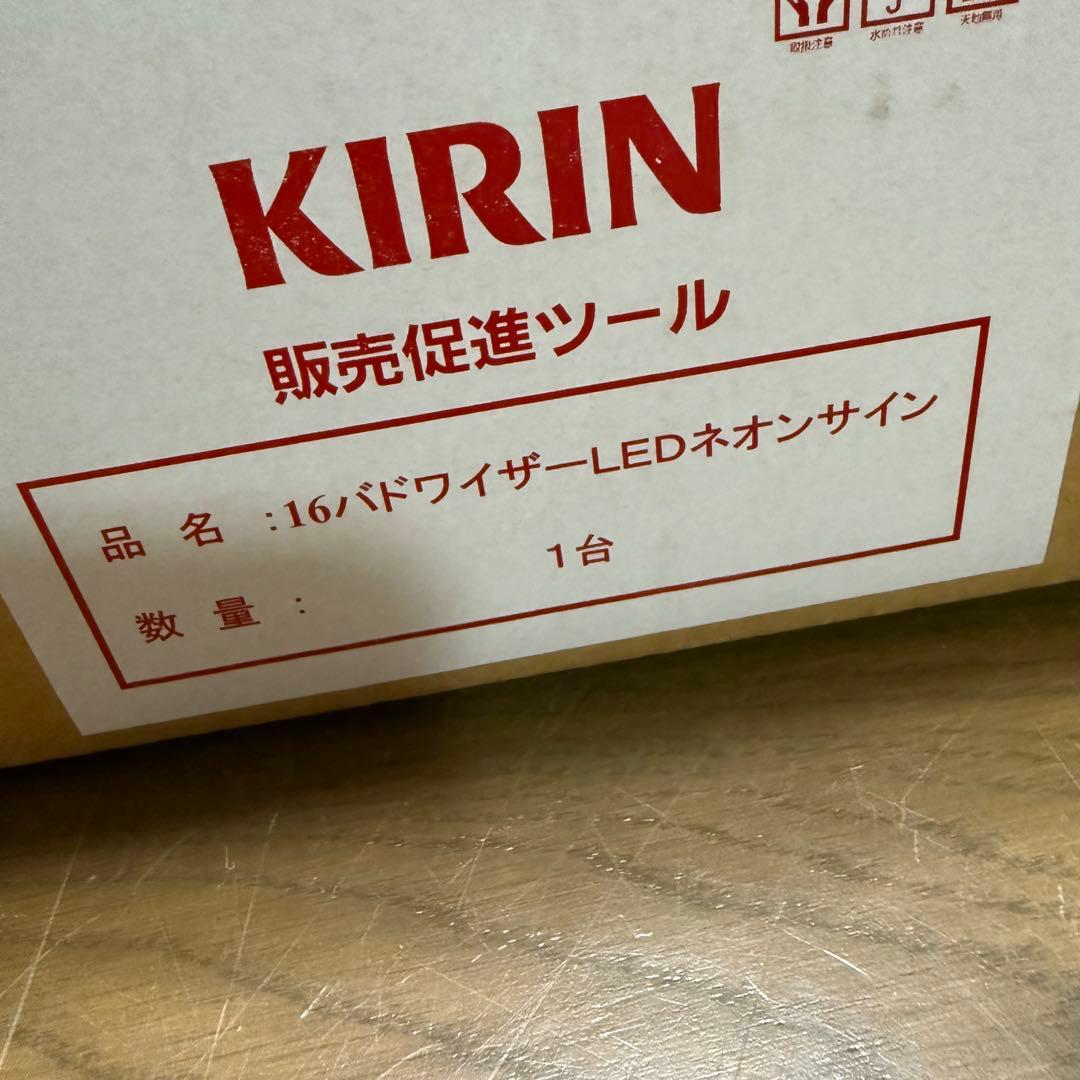 取扱注意 水ぬれ注意 天地無用
KIRIN
販売促進ツール
品名:16バドワイザーLEDネオンサイン
数量: 1台